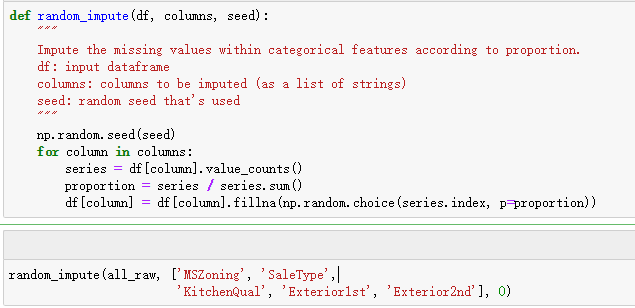 def random_impute(df, columns, seed):
    """
    Impute the missing values within categorical features according to proportion.
    df: input dataframe
    columns: columns to be imputed (as a list of strings)
    seed: random seed that's used
    """
    np.random.seed(seed)
    for column in columns:
        series = df[column].value_counts()
        proportion = series / series.sum()
        df[column] = df[column].fillna(np.random.choice(series.index, p=proportion))
random_impute(all_raw, ['MSZoning', 'SaleType',
                        'KitchenQual', 'Exterior1st', 'Exterior2nd'], 0)